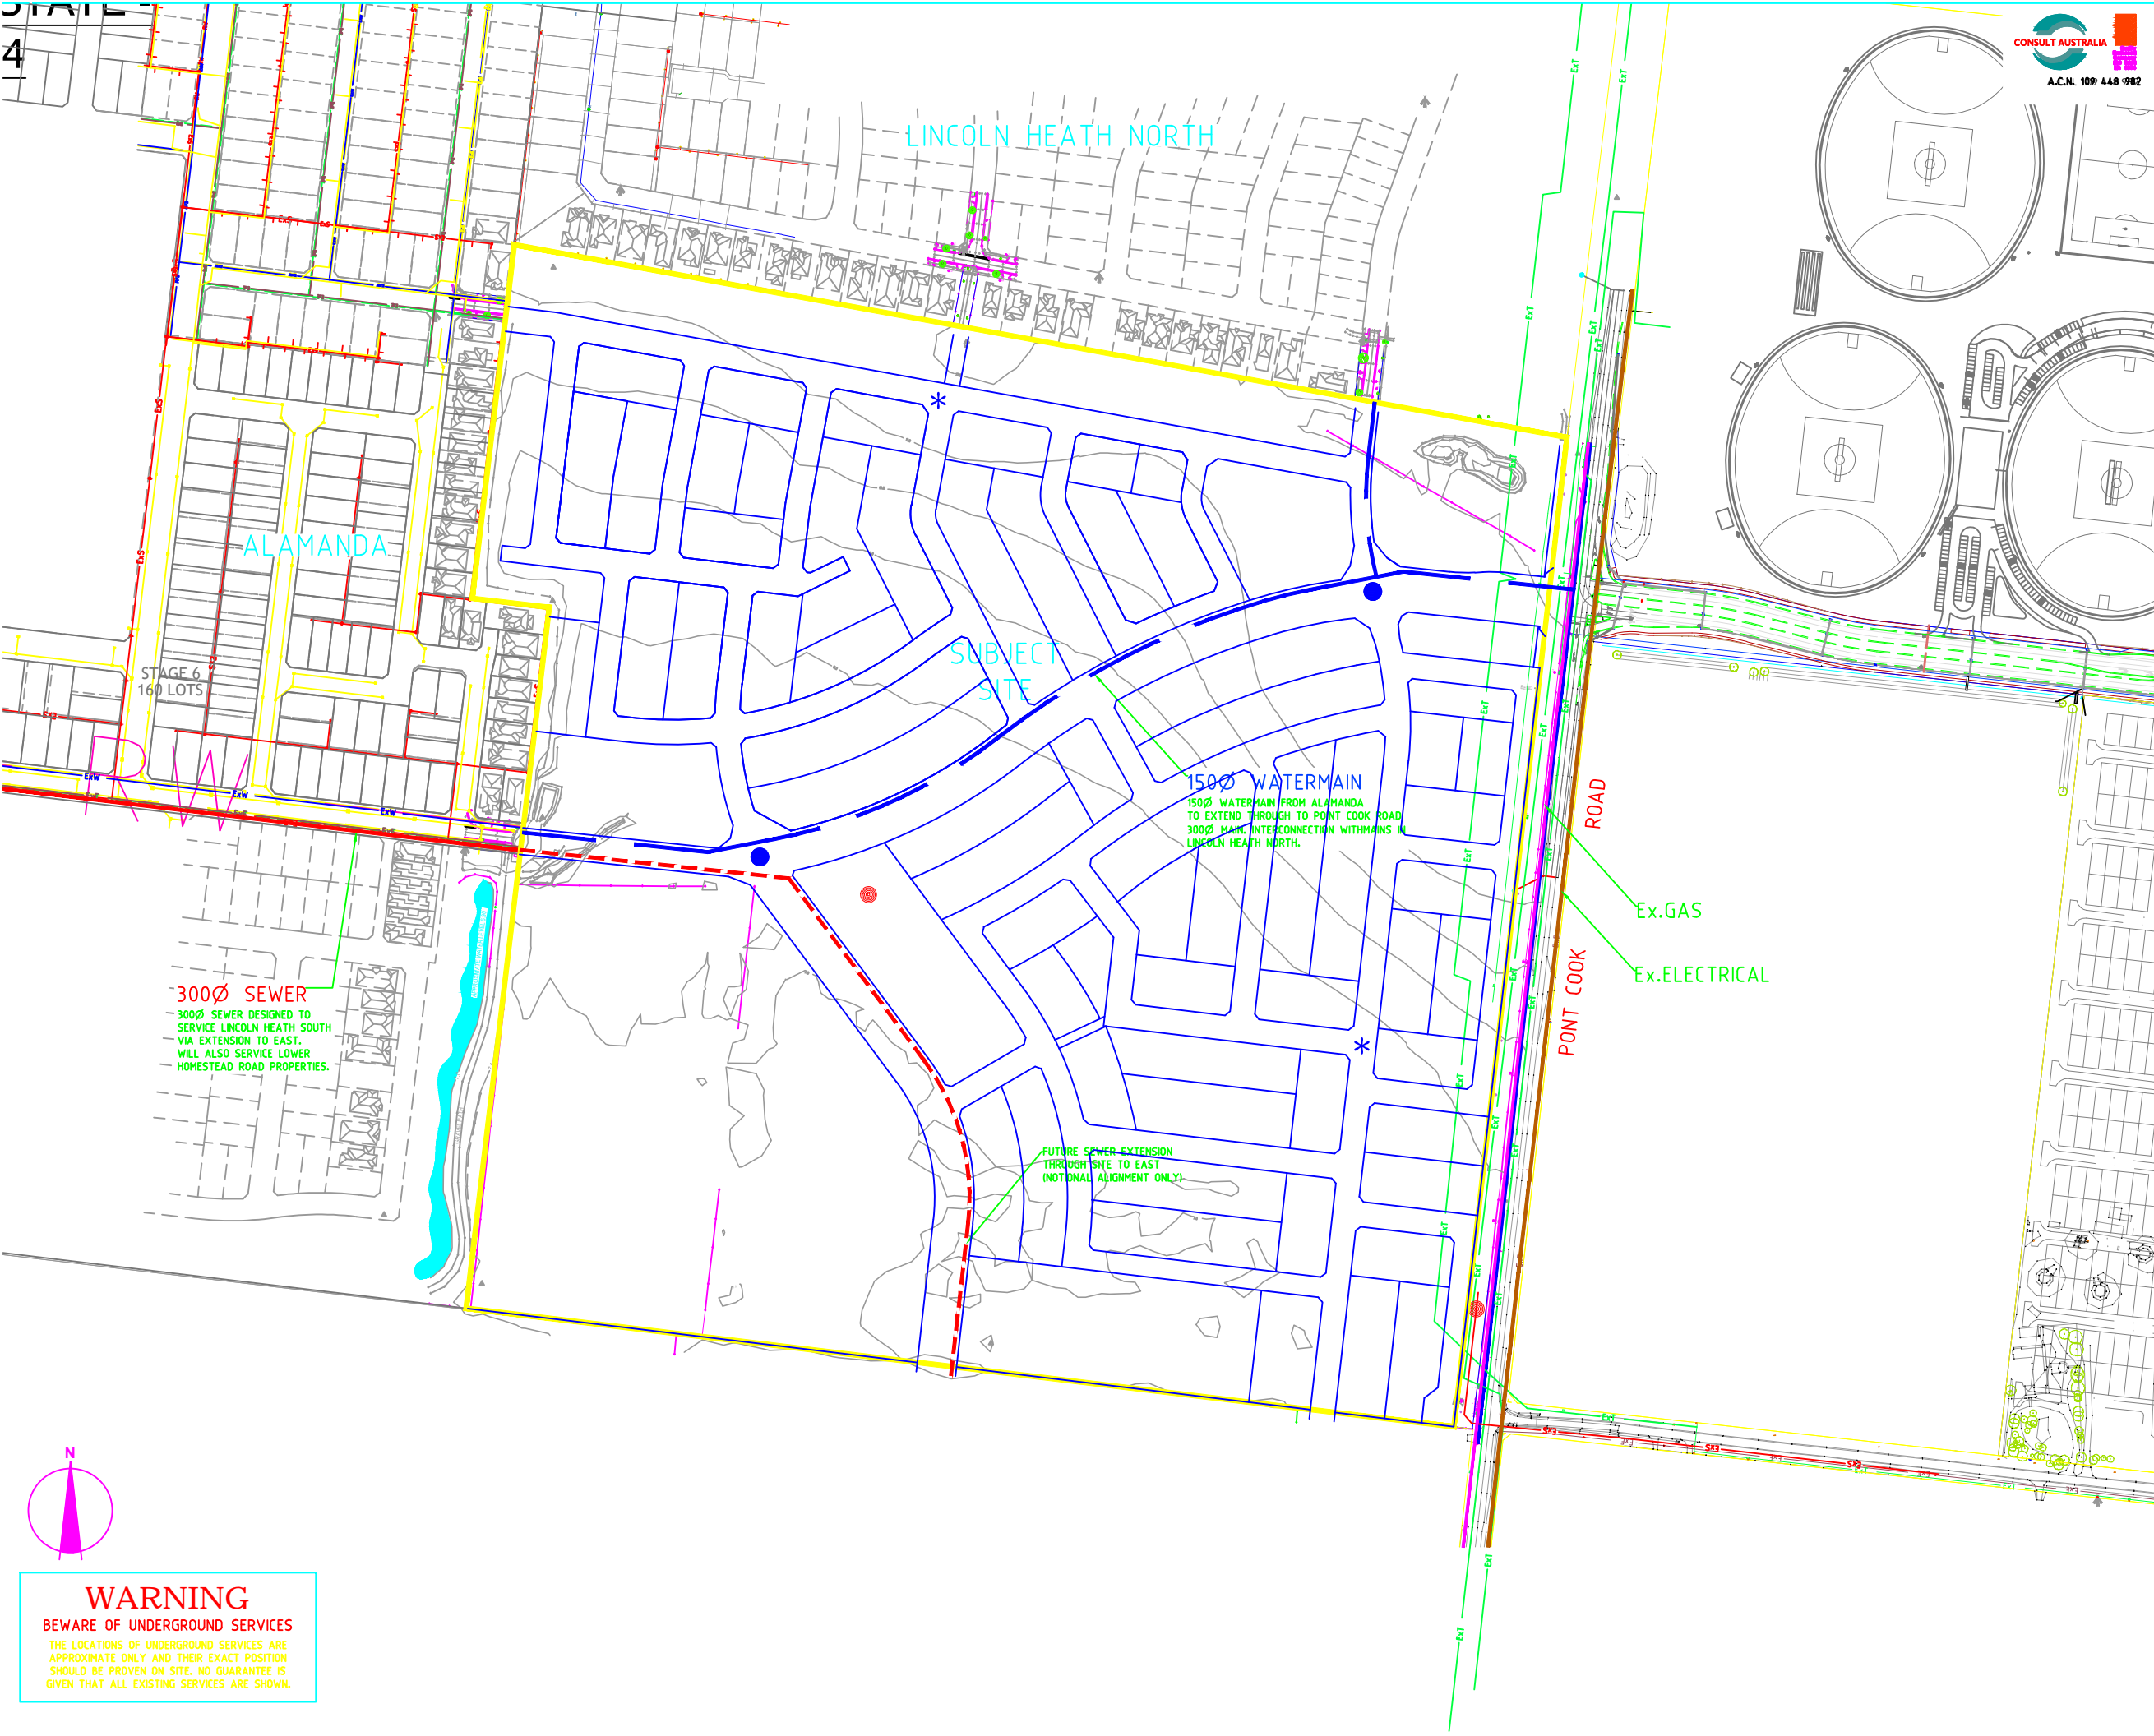 4
CONSULT AUSTRALIA
A.C.N. 109 448 982
LINCOLN HEATH NORTH
ALAMANDA
SUBJECT
SITE
STAGE 6
160 LOTS
150Ø WATERMAIN
150Ø WATERMAIN FROM ALAMANDA
TO EXTEND THROUGH TO POINT COOK ROAD
300Ø MAIN. INTERCONNECTION WITHMAINS IN
LINCOLN HEATH NORTH.
ROAD
PONT COOK
Ex.GAS
Ex.ELECTRICAL
300Ø SEWER
300Ø SEWER DESIGNED TO
SERVICE LINCOLN HEATH SOUTH
VIA EXTENSION TO EAST.
WILL ALSO SERVICE LOWER
HOMESTEAD ROAD PROPERTIES.
FUTURE SEWER EXTENSION
THROUGH SITE TO EAST
(NOTIONAL ALIGNMENT ONLY)
ExS
ExW
ExT
RW
N
WARNING
BEWARE OF UNDERGROUND SERVICES
THE LOCATIONS OF UNDERGROUND SERVICES ARE
APPROXIMATE ONLY AND THEIR EXACT POSITION
SHOULD BE PROVEN ON SITE. NO GUARANTEE IS
GIVEN THAT ALL EXISTING SERVICES ARE SHOWN.